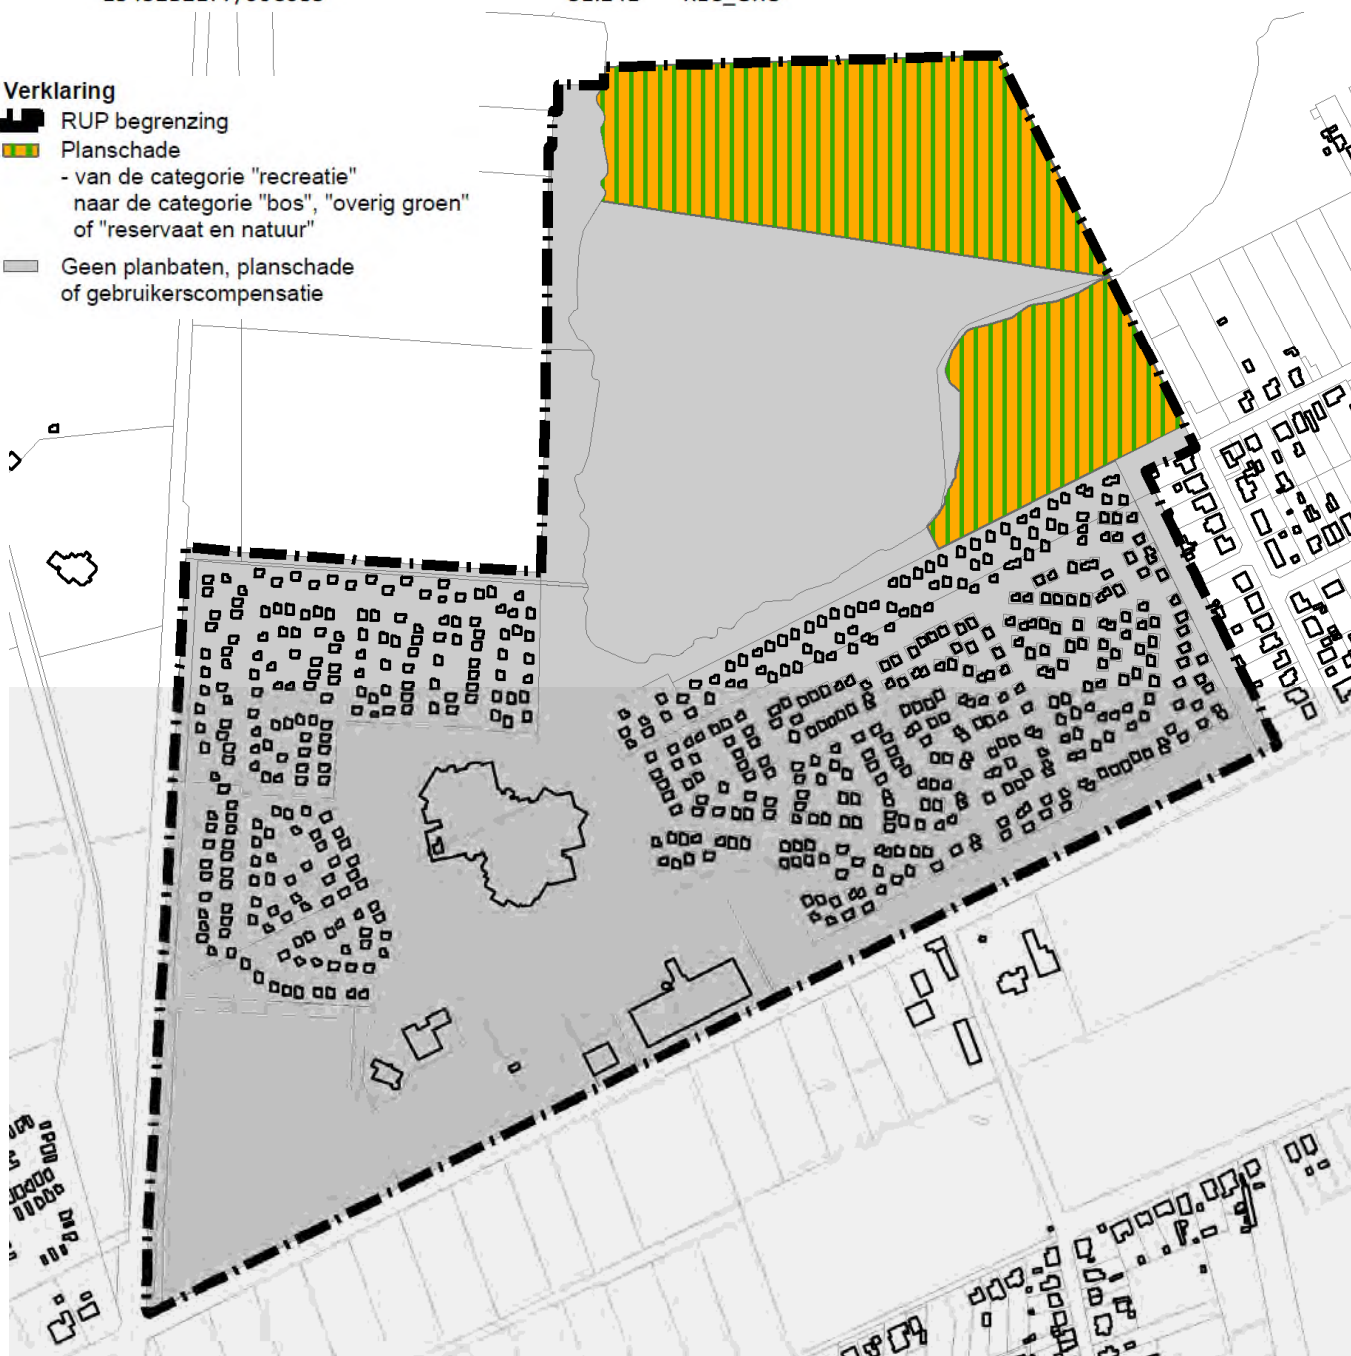 Verklaring
RUP begrenzing
Planschade
- van de categorie "recreatie"
naar de categorie "bos", "overig groen"
of "reservaat en natuur"
Geen planbaten, planschade
of gebruikerscompensatie